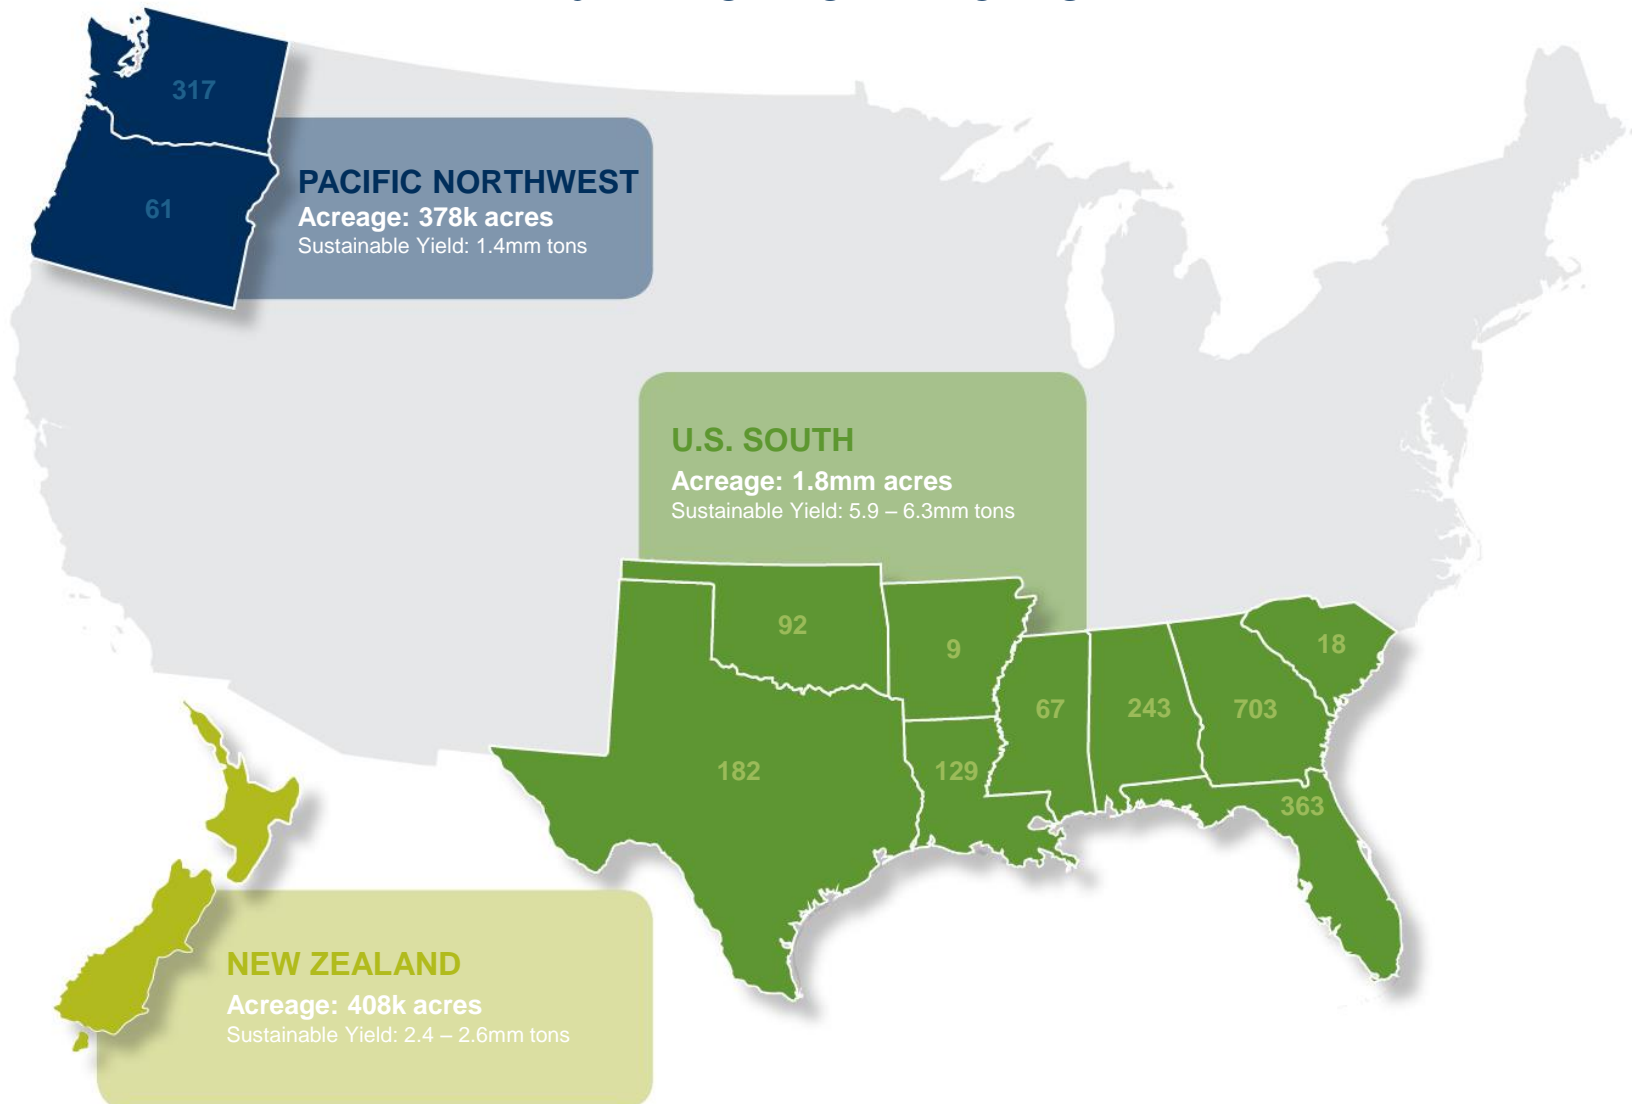 317
61
PACIFIC NORTHWEST
Acreage: 378k acres
Sustainable Yield: 1.4mm tons
U.S. SOUTH
Acreage: 1.8mm acres
Sustainable Yield: 5.9 – 6.3mm tons
92
9
18
67
243
703
182
129
363
NEW ZEALAND
Acreage: 408k acres
Sustainable Yield: 2.4 – 2.6mm tons